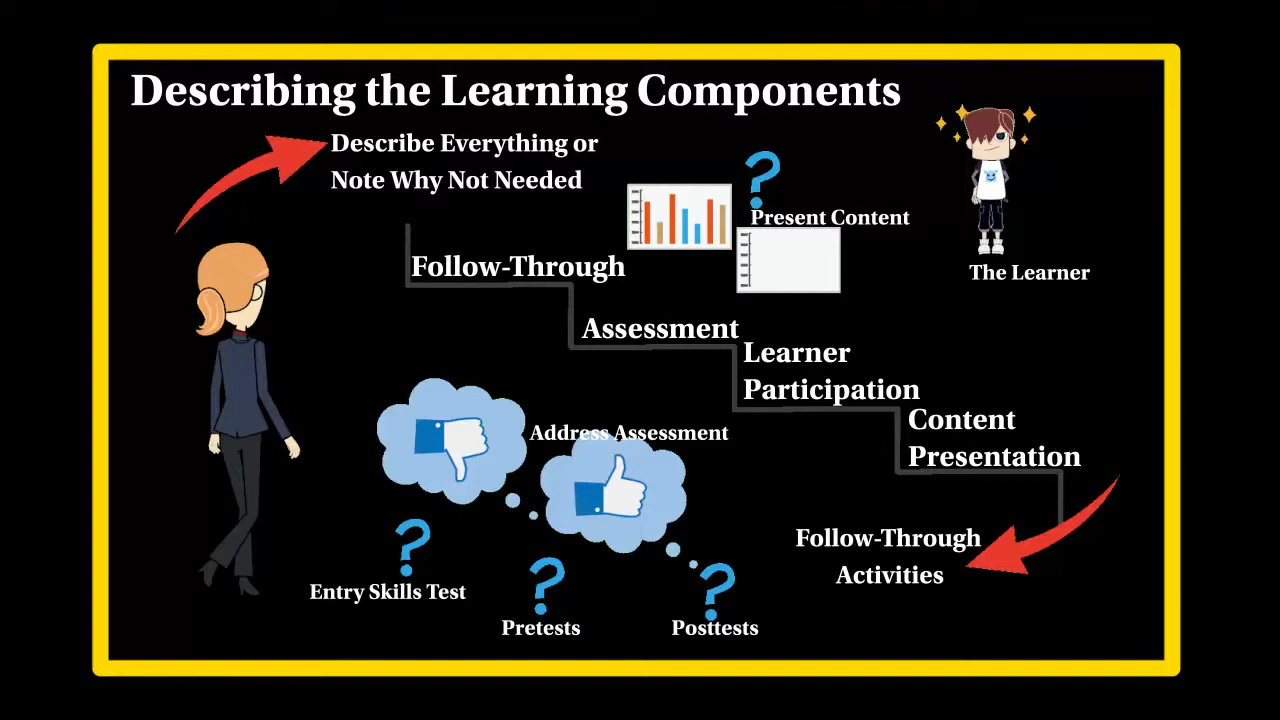 Describing the Learning Components
Describe Everything or
Note Why Not Needed
Present Content
The Learner
Follow-Through
Assessment
Learner
Participation
Content
Presentation
Address Assessment
Follow-Through
Activities
Entry Skills Test
Pretests
Posttests